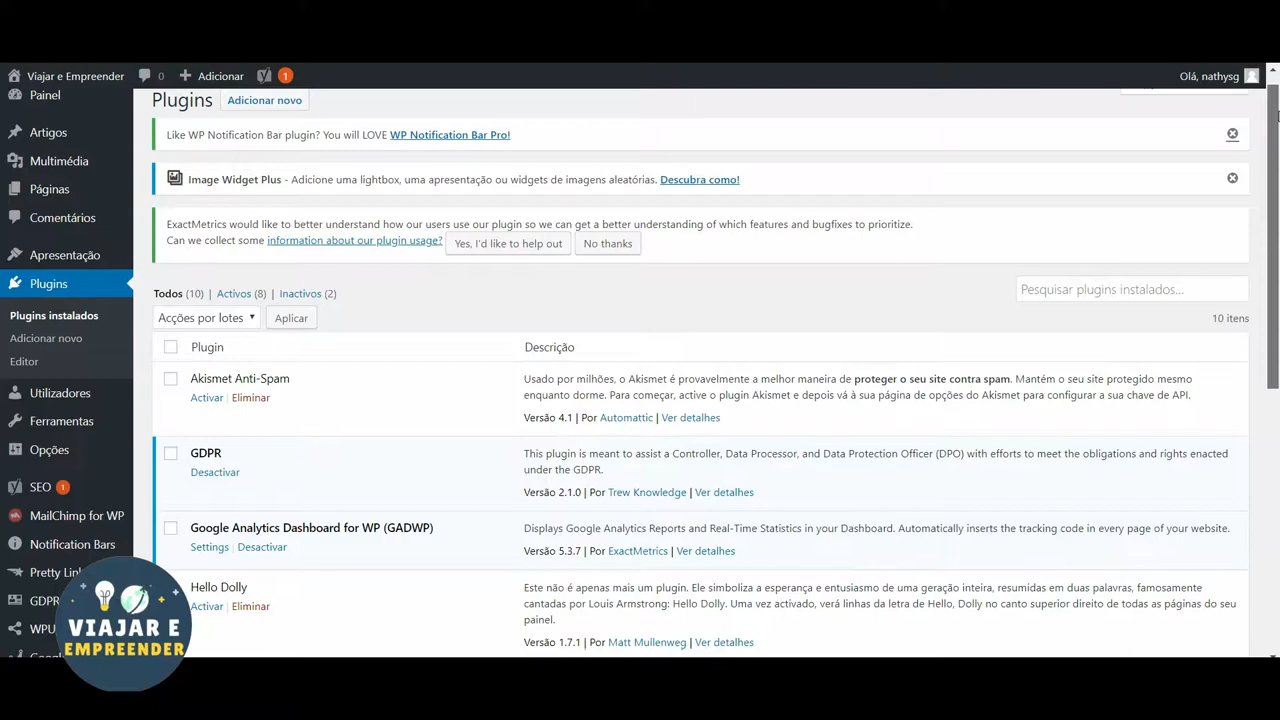 Viajar e Empreender 0 Adicionar 1 Olá, nathysg
Painel
Artigos
Multimédia
Páginas
Comentários
Apresentação
Plugins
Plugins instalados
Adicionar novo
Editor
Utilizadores
Ferramentas
Opções
SEO 1
MailChimp for WP
Notification Bars
Pretty Lin
GDPR
WPU
Plugins Adicionar novo
Like WP Notification Bar plugin? You will LOVE WP Notification Bar Pro!
Image Widget Plus - Adicione uma lightbox, uma apresentação ou widgets de imagens aleatórias. Descubra como!
ExactMetrics would like to better understand how our users use our plugin so we can get a better understanding of which features and bugfixes to prioritize.
Can we collect some information about our plugin usage? Yes, I'd like to help out No thanks
Todos (10) | Activos (8) | Inactivos (2)
Pesquisar plugins instalados...
Acções por lotes Aplicar 10 itens
Plugin Descrição
Akismet Anti-Spam
Activar | Eliminar
Usado por milhões, o Akismet é provavelmente a melhor maneira de proteger o seu site contra spam. Mantém o seu site protegido mesmo
enquanto dorme. Para começar, active o plugin Akismet e depois vá à sua página de opções do Akismet para configurar a sua chave de API.
Versão 4.1 | Por Automattic | Ver detalhes
GDPR
Desactivar
This plugin is meant to assist a Controller, Data Processor, and Data Protection Officer (DPO) with efforts to meet the obligations and rights enacted
under the GDPR.
Versão 2.1.0 | Por Trew Knowledge | Ver detalhes
Google Analytics Dashboard for WP (GADWP)
Settings | Desactivar
Displays Google Analytics Reports and Real-Time Statistics in your Dashboard. Automatically inserts the tracking code in every page of your website.
Versão 5.3.7 | Por ExactMetrics | Ver detalhes
Hello Dolly
Activar | Eliminar
Este não é apenas mais um plugin. Ele simboliza a esperança e entusiasmo de uma geração inteira, resumidas em duas palavras, famosamente
cantadas por Louis Armstrong: Hello Dolly. Uma vez activado, verá linhas da letra de Hello, Dolly no canto superior direito de todas as páginas do seu
painel.
Versão 1.7.1 | Por Matt Mullenweg | Ver detalhes
VIAJAR E
EMPREENDER